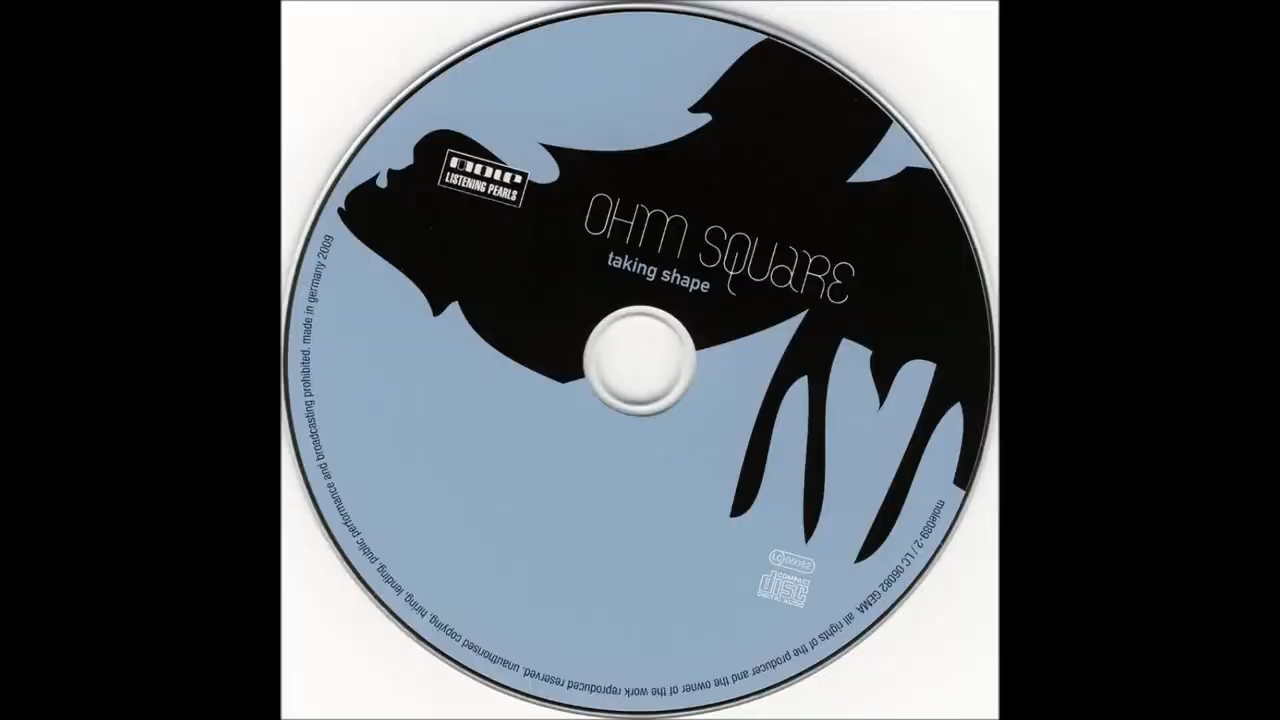 mole
LISTENING PEARLS
OHM SQUARE
taking shape
LC 06082
COMPACT
disc
DIGITAL AUDIO
mole089-2 / LC 06082 GEMA all rights of the producer and the owner of the work reproduced reserved. unauthorised copying, hiring, lending, public performance and broadcasting prohibited. made in germany 2009